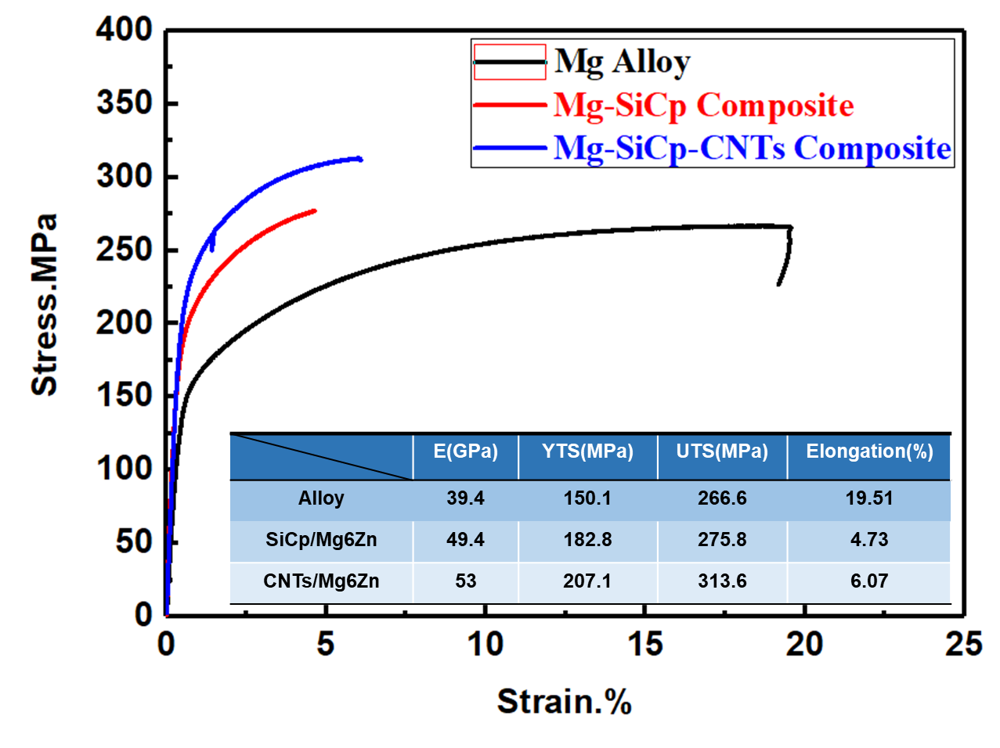 400
350
300
250
200
150
100
50
0
Stress.MPa
Mg Alloy
Mg-SiCp Composite
Mg-SiCp-CNTs Composite
E(GPa) YTS(MPa) UTS(MPa) Elongation(%)
Alloy 39.4 150.1 266.6 19.51
SiCp/Mg6Zn 49.4 182.8 275.8 4.73
CNTs/Mg6Zn 53 207.1 313.6 6.07
0 5 10 15 20 25
Strain.%